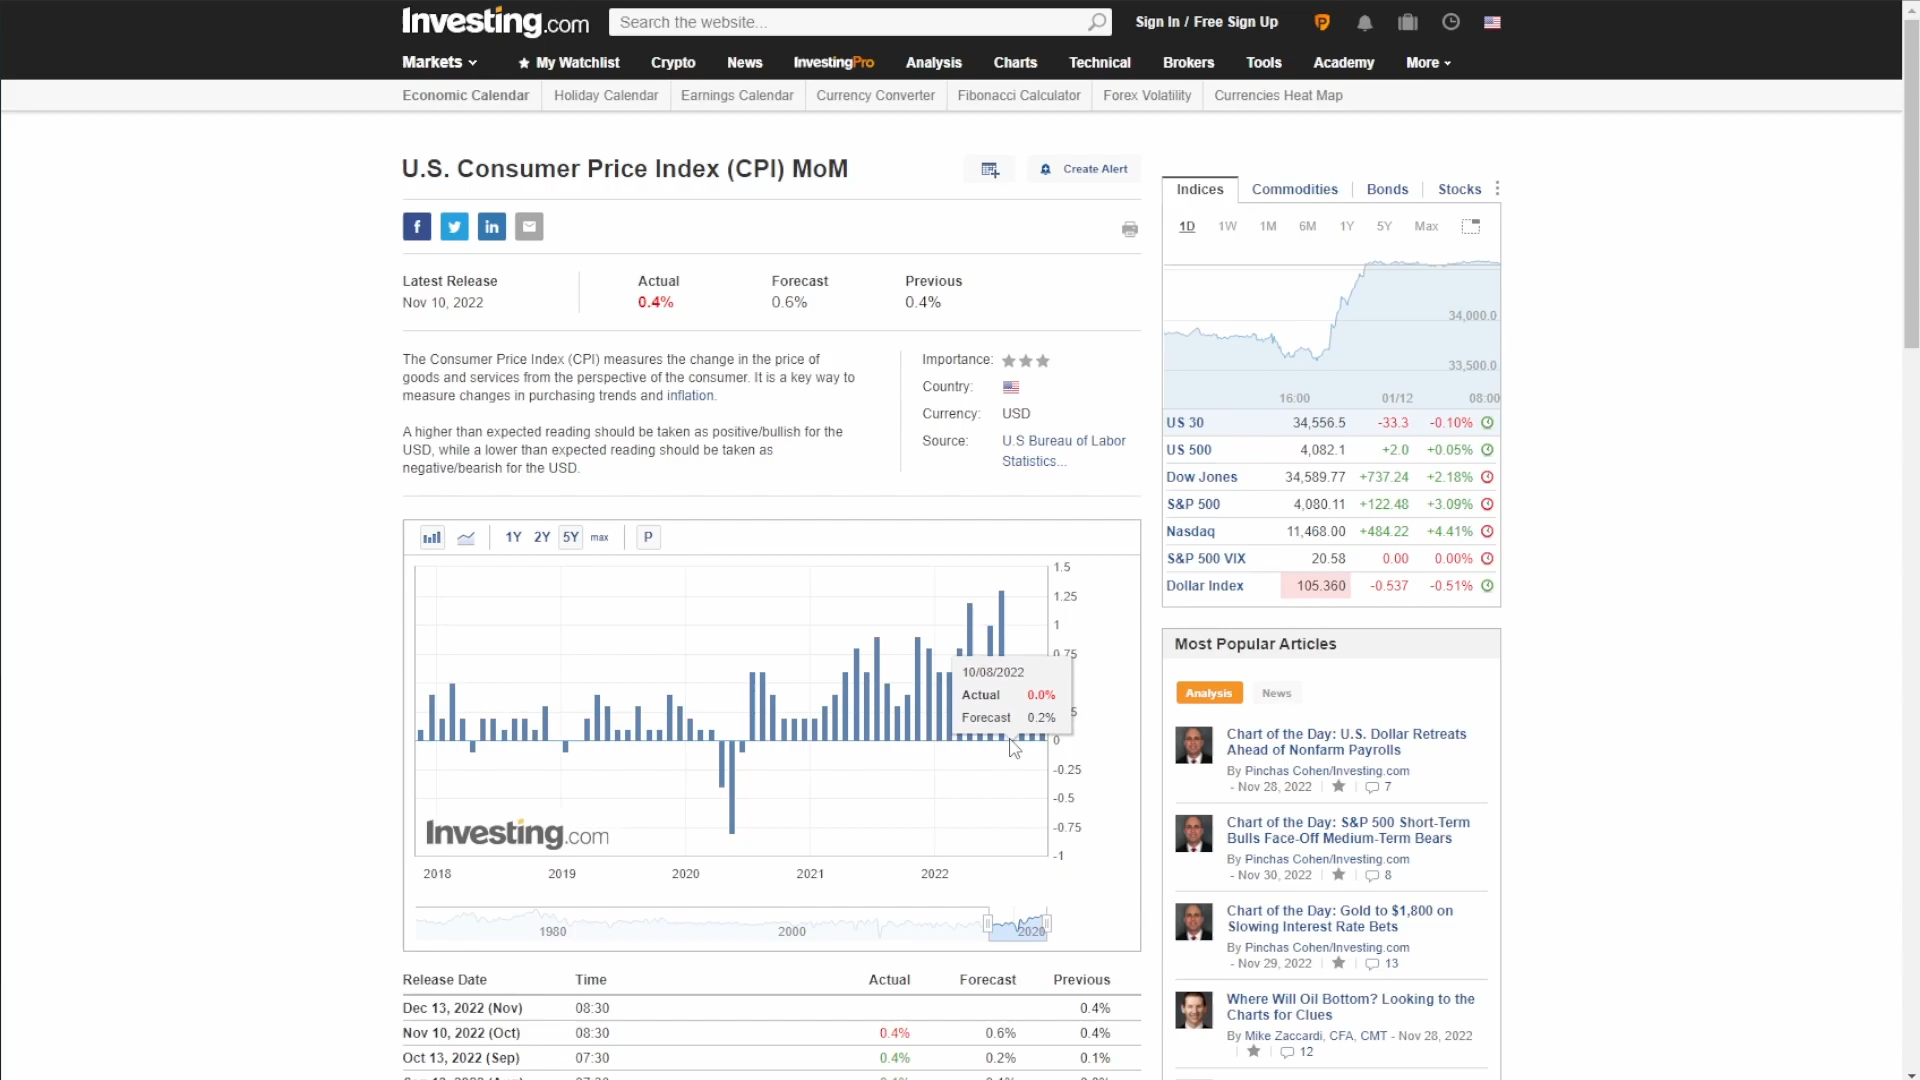 Investing.com
Search the website...
Sign In / Free Sign Up
Markets
My Watchlist
Crypto
News
InvestingPro
Analysis
Charts
Technical
Brokers
Tools
Academy
More
Economic Calendar
Holiday Calendar
Earnings Calendar
Currency Converter
Fibonacci Calculator
Forex Volatility
Currencies Heat Map
U.S. Consumer Price Index (CPI) MoM
Create Alert
Latest Release
Actual
Forecast
Previous
Nov 10, 2022
0.4%
0.6%
0.4%
The Consumer Price Index (CPI) measures the change in the price of
goods and services from the perspective of the consumer. It is a key way to
measure changes in purchasing trends and inflation.
A higher than expected reading should be taken as positive/bullish for the
USD, while a lower than expected reading should be taken as
negative/bearish for the USD.
Importance:
Country:
Currency: USD
Source: U.S Bureau of Labor
Statistics...
1Y 2Y 5Y max P
1.5
1.25
1
0.75
10/08/2022
Actual 0.0%
Forecast 0.2%
0
-0.25
-0.5
-0.75
-1
Investing.com
2018 2019 2020 2021 2022
1980 2000 2020
Release Date Time Actual Forecast Previous
Dec 13, 2022 (Nov) 08:30 0.4%
Nov 10, 2022 (Oct) 08:30 0.4% 0.6% 0.4%
Oct 13, 2022 (Sep) 07:30 0.4% 0.2% 0.1%
Indices
Commodities
Bonds
Stocks
1D 1W 1M 6M 1Y 5Y Max
34,000.0
33,500.0
16:00 01/12 08:00
US 30 34,556.5 -33.3 -0.10%
US 500 4,082.1 +2.0 +0.05%
Dow Jones 34,589.77 +737.24 +2.18%
S&P 500 4,080.11 +122.48 +3.09%
Nasdaq 11,468.00 +484.22 +4.41%
S&P 500 VIX 20.58 0.00 0.00%
Dollar Index 105.360 -0.537 -0.51%
Most Popular Articles
Analysis
News
Chart of the Day: U.S. Dollar Retreats
Ahead of Nonfarm Payrolls
By Pinchas Cohen/Investing.com
- Nov 28, 2022 7
Chart of the Day: S&P 500 Short-Term
Bulls Face-Off Medium-Term Bears
By Pinchas Cohen/Investing.com
- Nov 30, 2022 8
Chart of the Day: Gold to $1,800 on
Slowing Interest Rate Bets
By Pinchas Cohen/Investing.com
- Nov 29, 2022 13
Where Will Oil Bottom? Looking to the
Charts for Clues
By Mike Zaccardi, CFA, CMT - Nov 28, 2022
12